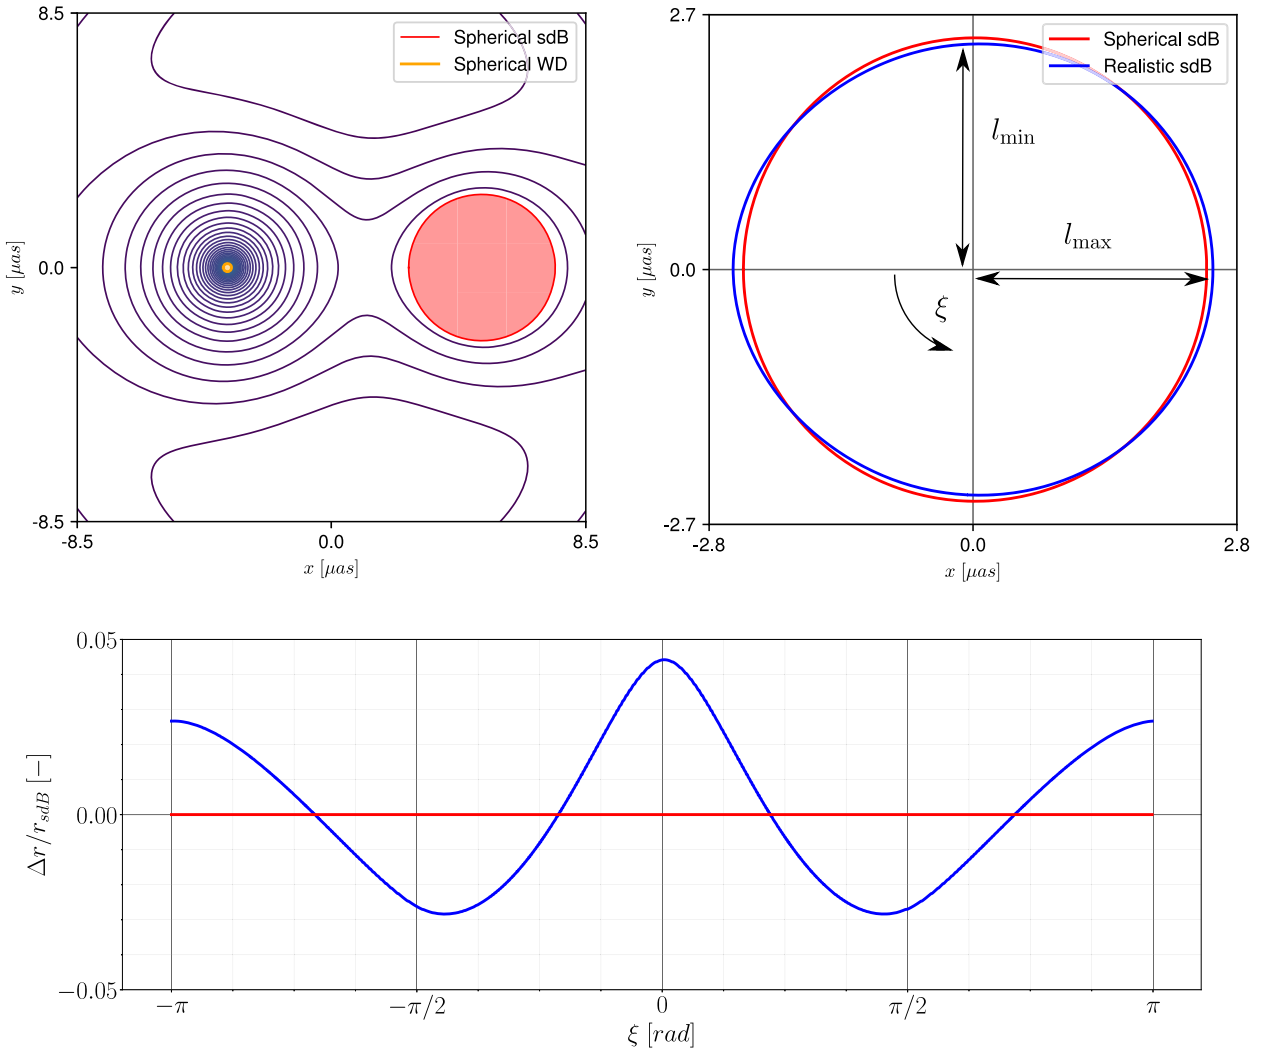 8.5
Spherical sdB
Spherical WD
y [μas]
0.0
-8.5
-8.5
0.0
8.5
x [μas]
2.7
Spherical sdB
Realistic sdB
l_min
l_max
y [μas]
0.0
ξ
-2.7
-2.8
0.0
2.8
x [μas]
0.05
Δr/r_sdB [−]
0.00
−0.05
−π
−π/2
0
π/2
π
ξ [rad]